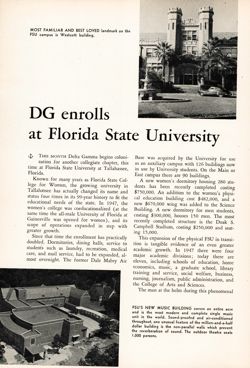 MOST FAMILIAR AND BEST LOVED landmark on the
FSU campus is Westcott building.
DG enrolls
at Florida State University
THIS MONTH Delta Gamma begins coloni-
zation for another collegiate chapter, this
time at Florida State University at Tallahassee,
Florida.
Known for many years as Florida State Col-
lege for Women, the growing university in
Tallahassee has actually changed its name and
status four times in its 99-year history to fit the
educational needs of the state. In 1947, the
women's college was coeducationalized (at the
same time the all-male University of Florida at
Gainesville was opened for women), and its
scope of operations expanded in step with
greater growth.
Since that time the enrollment has practically
doubled. Dormitories, dining halls, service to
students such as laundry, recreation, medical
care, and mail service, had to be expanded, al-
most overnight. The former Dale Mabry Air
Base was acquired by the University for use
as an auxiliary campus with 126 buildings now
in use by University students. On the Main or
East campus there are 90 buildings.
A new women's dormitory housing 280 stu-
dents has been recently completed costing
$750,000. An addition to the women's physi-
cal education building cost $482,000, and a
new $670,000 wing was added to the Science
building. A new dormitory for men students,
costing $300,000, houses 150 men. The most
recently completed structure is the Doak S.
Campbell Stadium, costing $250,000 and seat-
ing 15,000.
This expansion of the physical FSU in transi-
tion is tangible evidence of an even greater
academic growth. In 1947 there were four
major academic divisions; today there are
eleven, including schools of education, home
economics, music, a graduate school, library
training and service, social welfare, business,
nursing, journalism, public administration, and
the College of Arts and Sciences.
The man at the helm during this phenomenal
FSU'S NEW MUSIC BUILDING covers an entire acre
and is the most modern and complete single music
unit in the world. Sound-proofed and air-conditioned
throughout, one unusual feature of the million-and-a-half
dollar building is the non-parallel walls which prevent
the reverberation of sound. The outdoor theatre seats
1,000 persons.